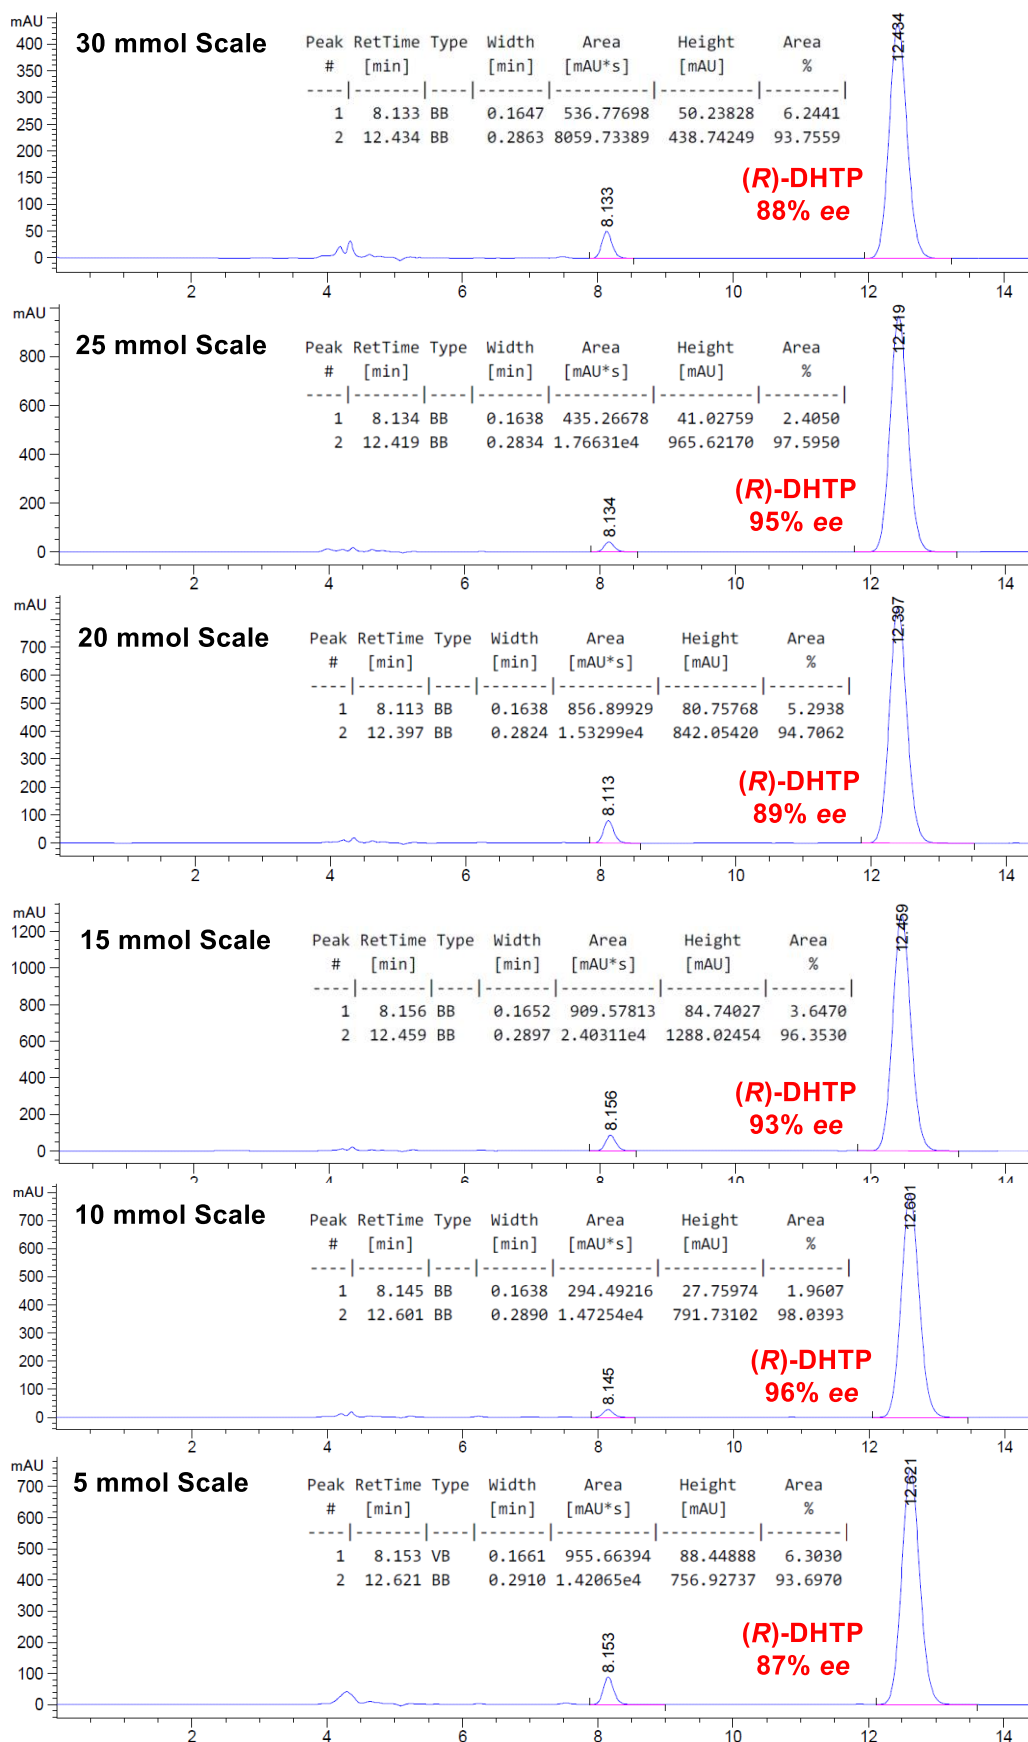 mAU
30 mmol Scale
Peak RetTime Type Width Area Height Area
# [min] [min] [mAU*s] [mAU] %
----|-------|----|-------|----------|----------|--------|
1 8.133 BB 0.1647 536.77698 50.23828 6.2441
2 12.434 BB 0.2863 8059.73389 438.74249 93.7559
(R)-DHTP
88% ee
8.133
12.434
400
350
300
250
200
150
100
50
0
2 4 6 8 10 12 14
mAU
25 mmol Scale
Peak RetTime Type Width Area Height Area
# [min] [min] [mAU*s] [mAU] %
----|-------|----|-------|----------|----------|--------|
1 8.134 BB 0.1638 435.26678 41.02759 2.4050
2 12.419 BB 0.2834 1.76631e4 965.62170 97.5950
(R)-DHTP
95% ee
8.134
12.419
800
600
400
200
0
2 4 6 8 10 12 14
mAU
20 mmol Scale
Peak RetTime Type Width Area Height Area
# [min] [min] [mAU*s] [mAU] %
----|-------|----|-------|----------|----------|--------|
1 8.113 BB 0.1638 856.89929 80.75768 5.2938
2 12.397 BB 0.2824 1.53299e4 842.05420 94.7062
(R)-DHTP
89% ee
8.113
12.397
700
600
500
400
300
200
100
0
2 4 6 8 10 12 14
mAU
15 mmol Scale
Peak RetTime Type Width Area Height Area
# [min] [min] [mAU*s] [mAU] %
----|-------|----|-------|----------|----------|--------|
1 8.156 BB 0.1652 909.57813 84.74027 3.6470
2 12.459 BB 0.2897 2.40311e4 1288.02454 96.3530
(R)-DHTP
93% ee
8.156
12.459
1200
1000
800
600
400
200
0
mAU
10 mmol Scale
Peak RetTime Type Width Area Height Area
# [min] [min] [mAU*s] [mAU] %
----|-------|----|-------|----------|----------|--------|
1 8.145 BB 0.1638 294.49216 27.75974 1.9607
2 12.601 BB 0.2890 1.47254e4 791.73102 98.0393
(R)-DHTP
96% ee
8.145
12.601
700
600
500
400
300
200
100
0
2 4 6 8 10 12 14
mAU
5 mmol Scale
Peak RetTime Type Width Area Height Area
# [min] [min] [mAU*s] [mAU] %
----|-------|----|-------|----------|----------|--------|
1 8.153 VB 0.1661 955.66394 88.44888 6.3030
2 12.621 BB 0.2910 1.42065e4 756.92737 93.6970
(R)-DHTP
87% ee
8.153
12.621
700
600
500
400
300
200
100
0
2 4 6 8 10 12 14